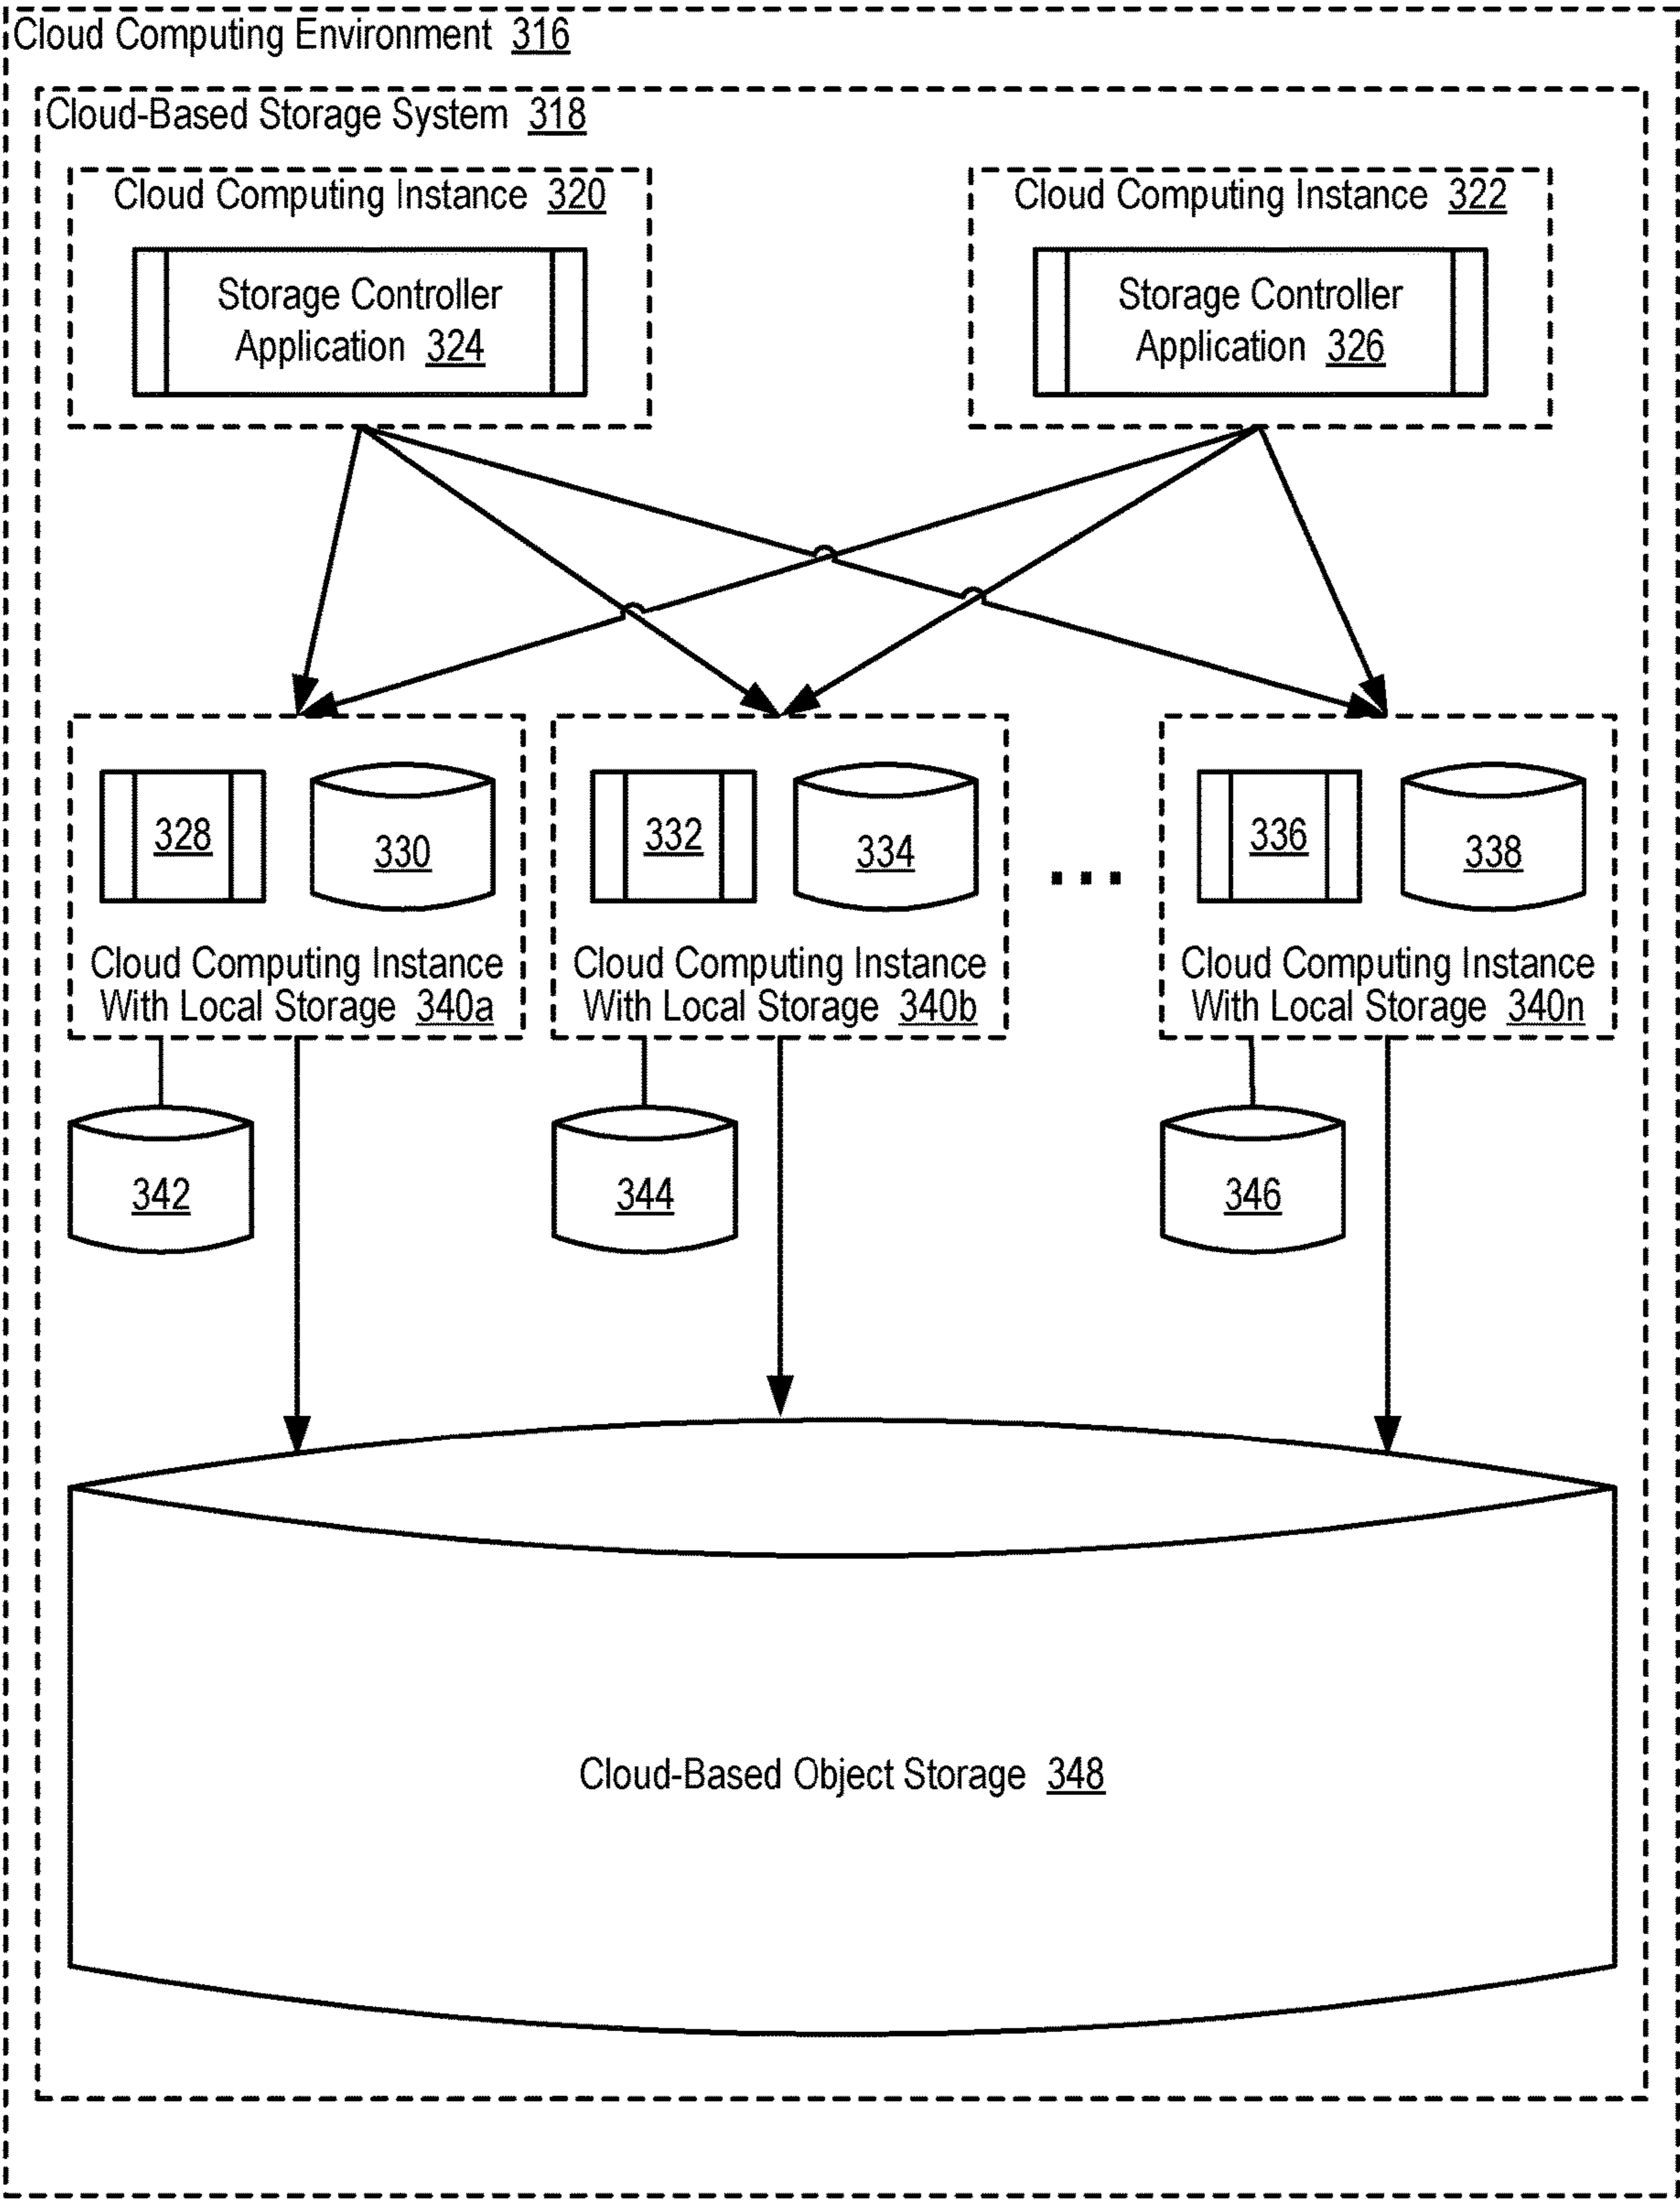 Cloud Computing Environment 316
Cloud-Based Storage System 318
Cloud Computing Instance 320
Storage Controller
Application 324
Cloud Computing Instance 322
Storage Controller
Application 326
328
330
Cloud Computing Instance
With Local Storage 340a
332
334
Cloud Computing Instance
With Local Storage 340b
...
336
338
Cloud Computing Instance
With Local Storage 340n
342
344
346
Cloud-Based Object Storage 348